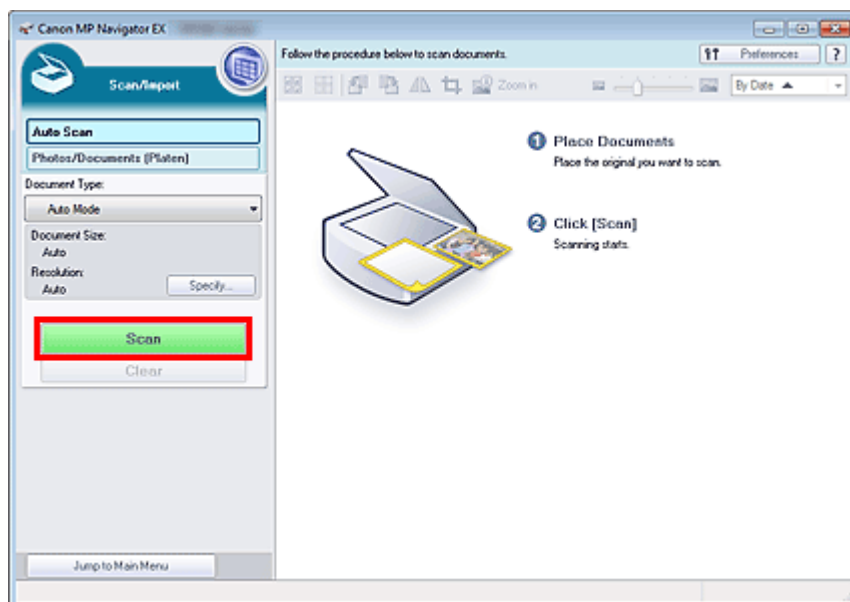 Canon MP Navigator EX
Scan/Import
Auto Scan
Photos/Documents (Platen)
Document Type:
Auto Mode
Document Size:
Auto
Resolution:
Auto
Specify...
Scan
Clear
Jump to Main Menu
Follow the procedure below to scan documents.
Preferences
?
Zoom in
By Date
1 Place Documents
Place the original you want to scan.
2 Click [Scan]
Scanning starts.